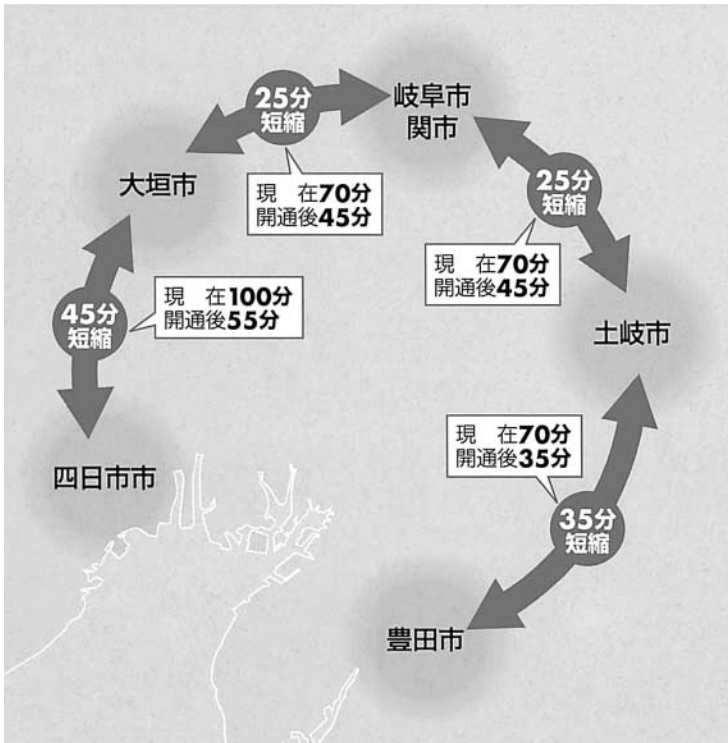 25分
短縮
岐阜市
関市
大垣市
現　在70分
開通後45分
25分
短縮
現　在70分
開通後45分
45分
短縮
現　在100分
開通後55分
土岐市
四日市市
現　在70分
開通後35分
35分
短縮
豊田市